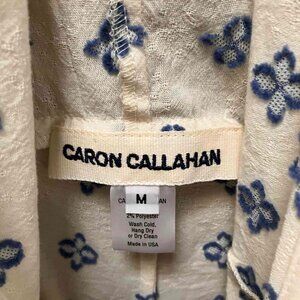 CARON CALLAHAN
M
2% Polyester
Wash Cold,
Hang Dry
or Dry Clean
Made in USA